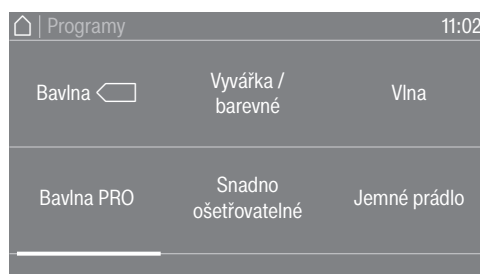 Programy 11:02
Bavlna
Vyvářka /
barevné
Vlna
Bavlna PRO
Snadno
ošetřovatelné
Jemné prádlo